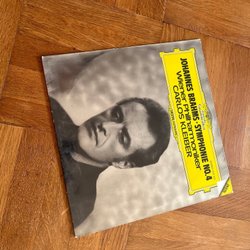 JOHANNES BRAHMS · SYMPHONIE NO. 4
Wiener Philharmoniker
CARLOS KLEIBER